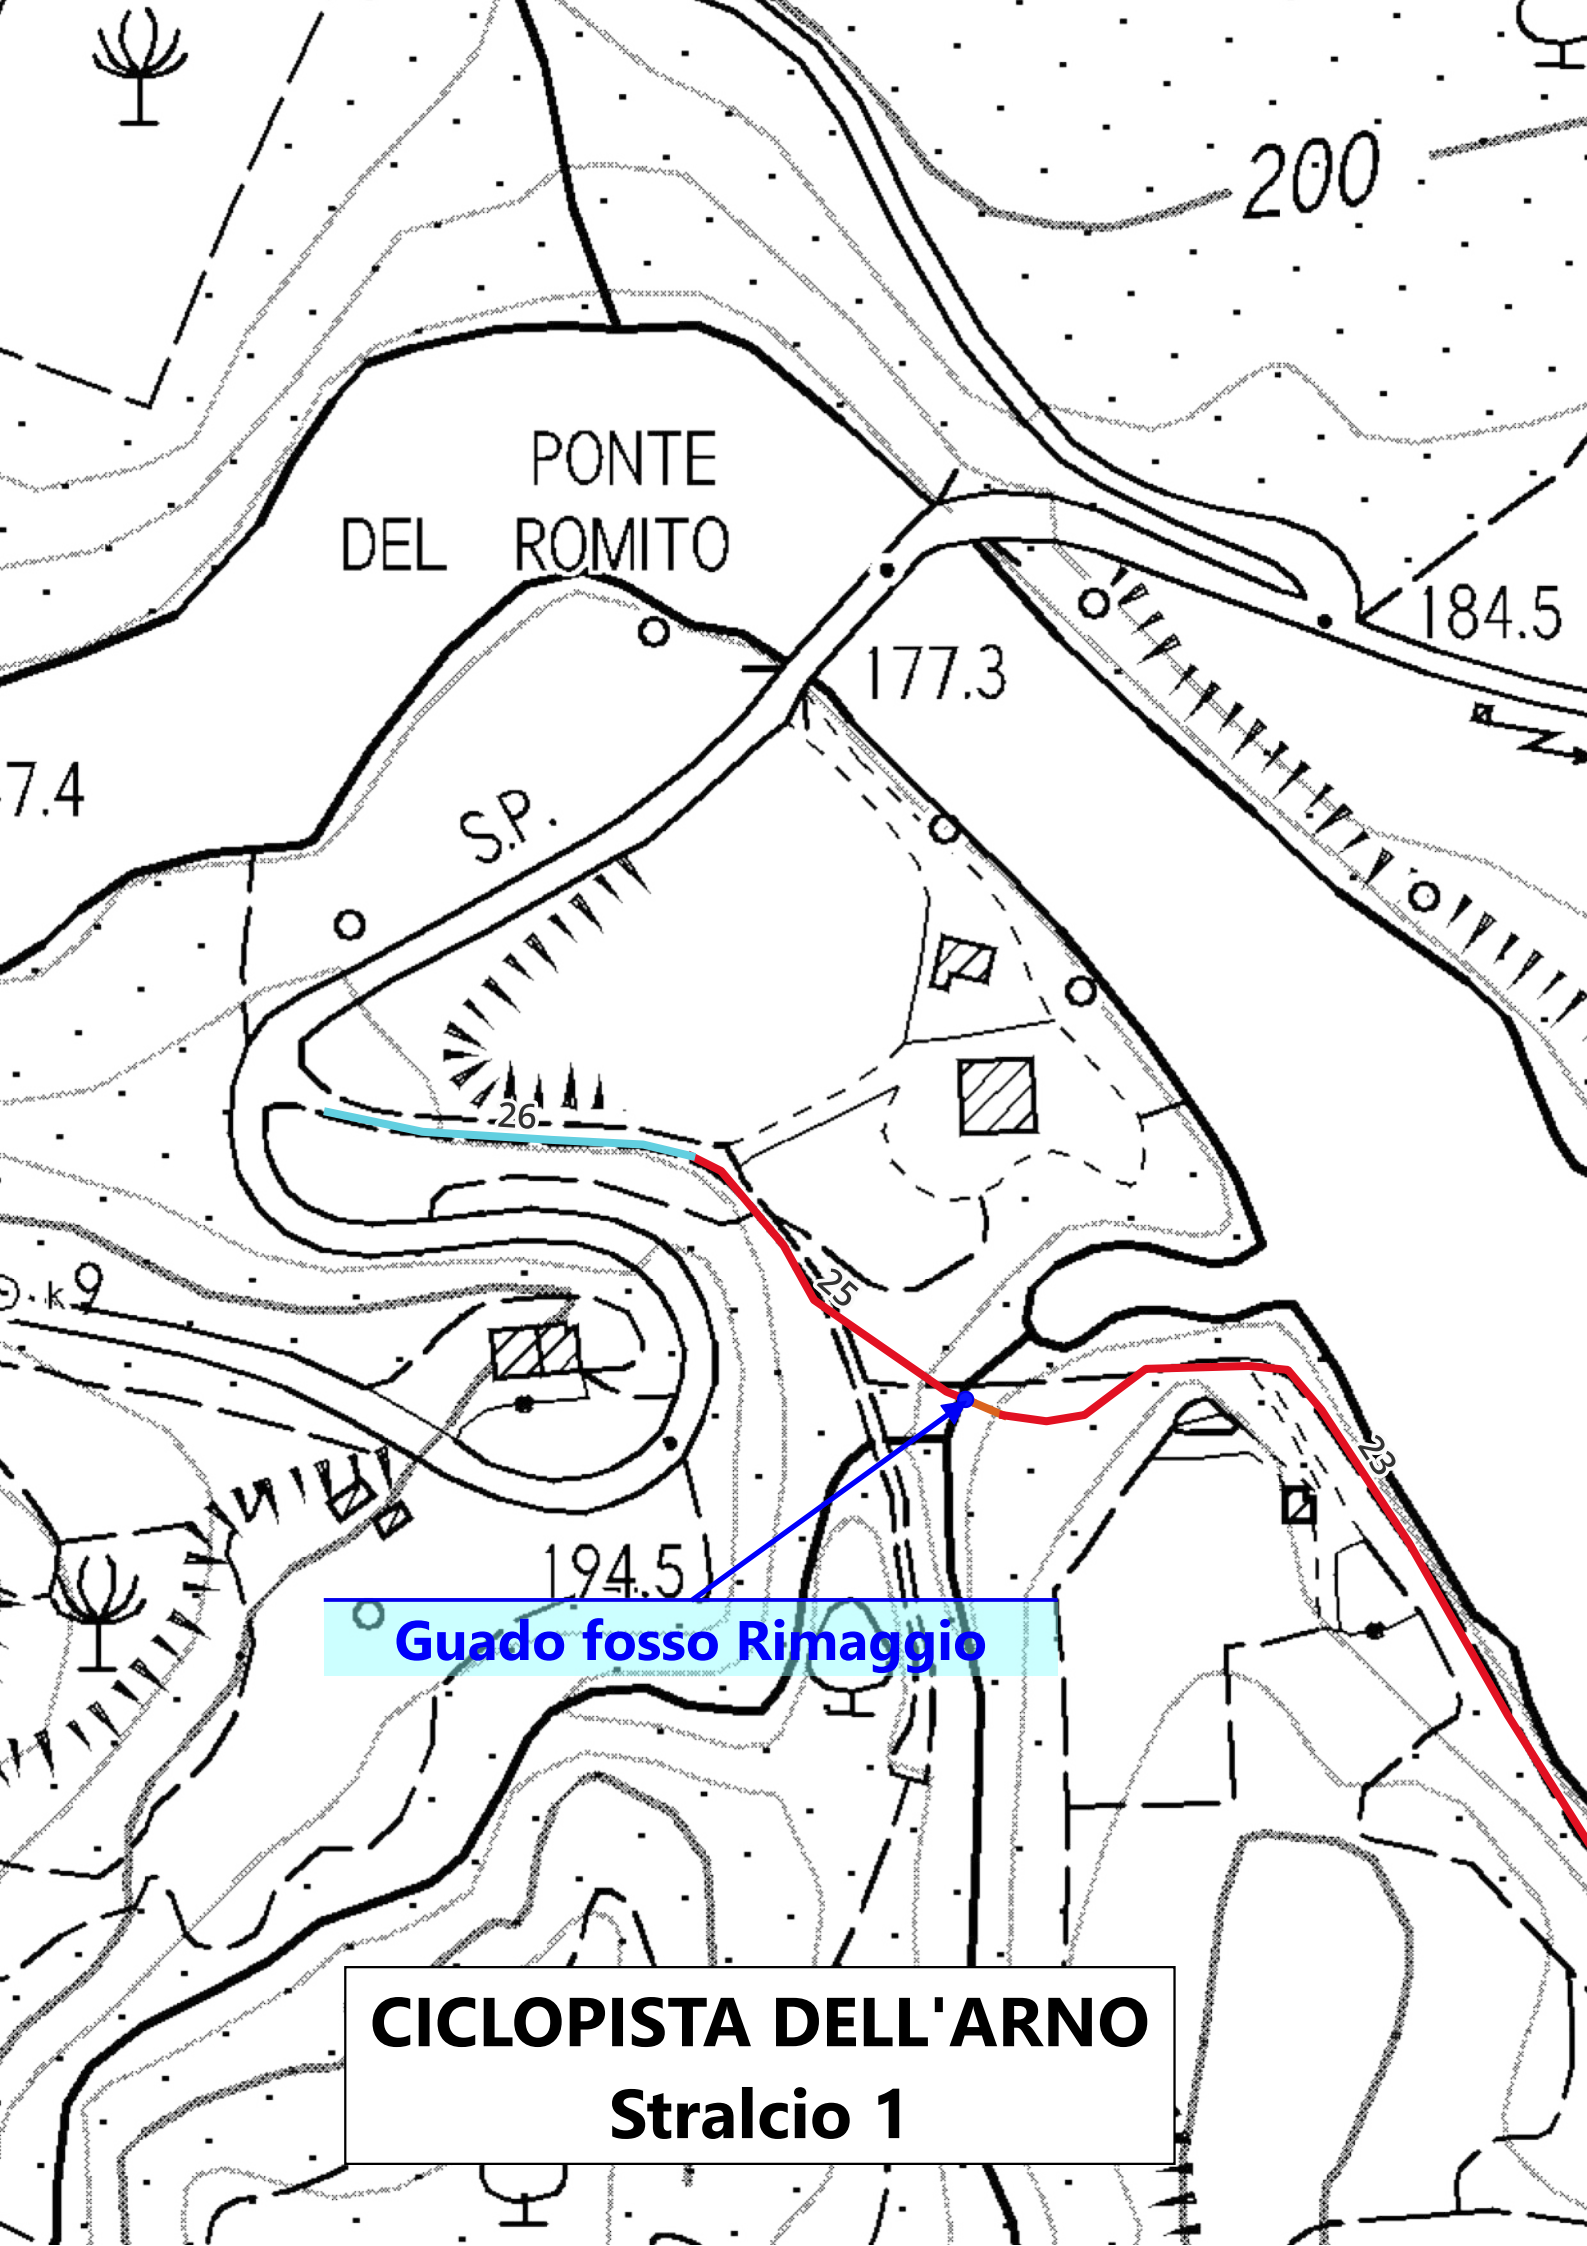 200
PONTE
DEL ROMITO
184.5
177.3
7.4
S.P.
26
25
k9
23
194.5
Guado fosso Rimaggio
CICLOPISTA DELL'ARNO
Stralcio 1